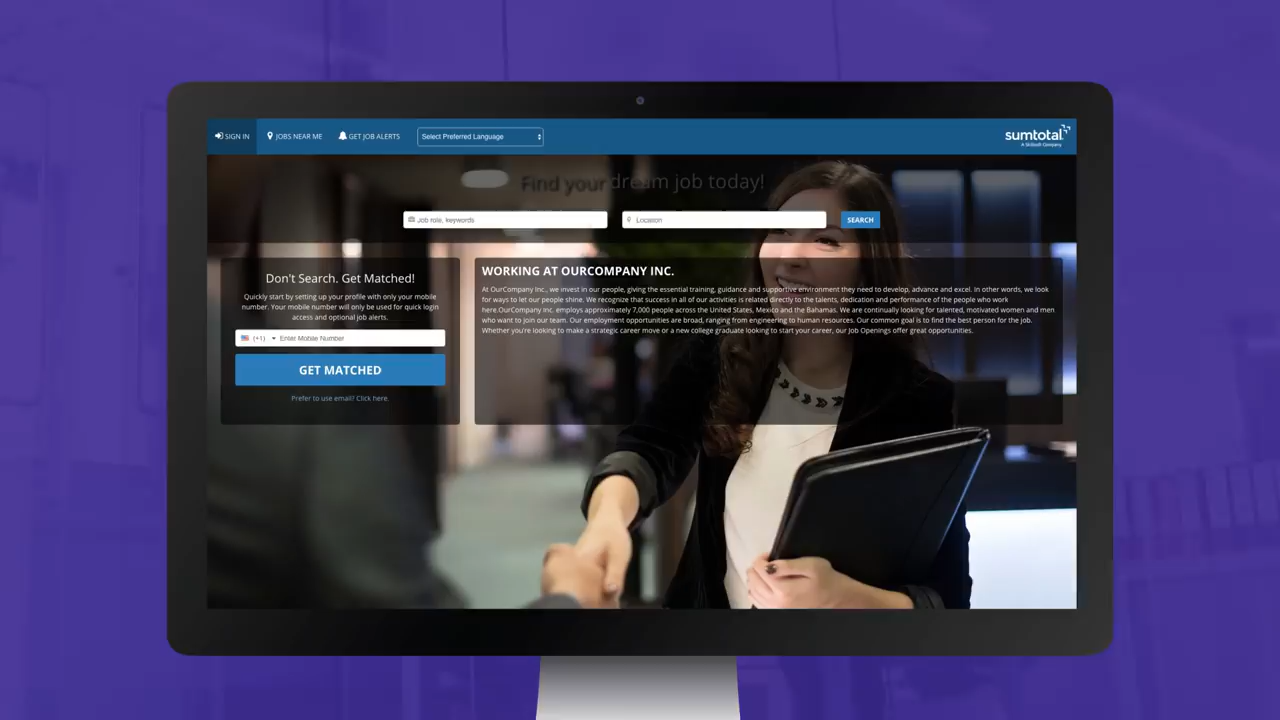 SIGN IN
JOBS NEAR ME
GET JOB ALERTS
Select Preferred Language
sumtotal
A Skillsoft Company
Find your dream job today!
Job role, keywords
Location
SEARCH
Don't Search. Get Matched!
Quickly start by setting up your profile with only your mobile
number. Your mobile number will only be used for quick login
access and optional job alerts.
(+1) Enter Mobile Number
GET MATCHED
Prefer to use email? Click here.
WORKING AT OURCOMPANY INC.
At OurCompany Inc., we invest in our people, giving the essential training, guidance and supportive environment they need to develop, advance and excel. In other words, we look
for ways to let our people shine. We recognize that success in all of our activities is related directly to the talents, dedication and performance of the people who work
here.OurCompany Inc. employs approximately 7,000 people across the United States, Mexico and the Bahamas. We are continually looking for talented, motivated women and men
who want to join our team. Our employment opportunities are broad, ranging from engineering to human resources. Our common goal is to find the best person for the job.
Whether you're looking to make a strategic career move or a new college graduate looking to start your career, our Job Openings offer great opportunities.